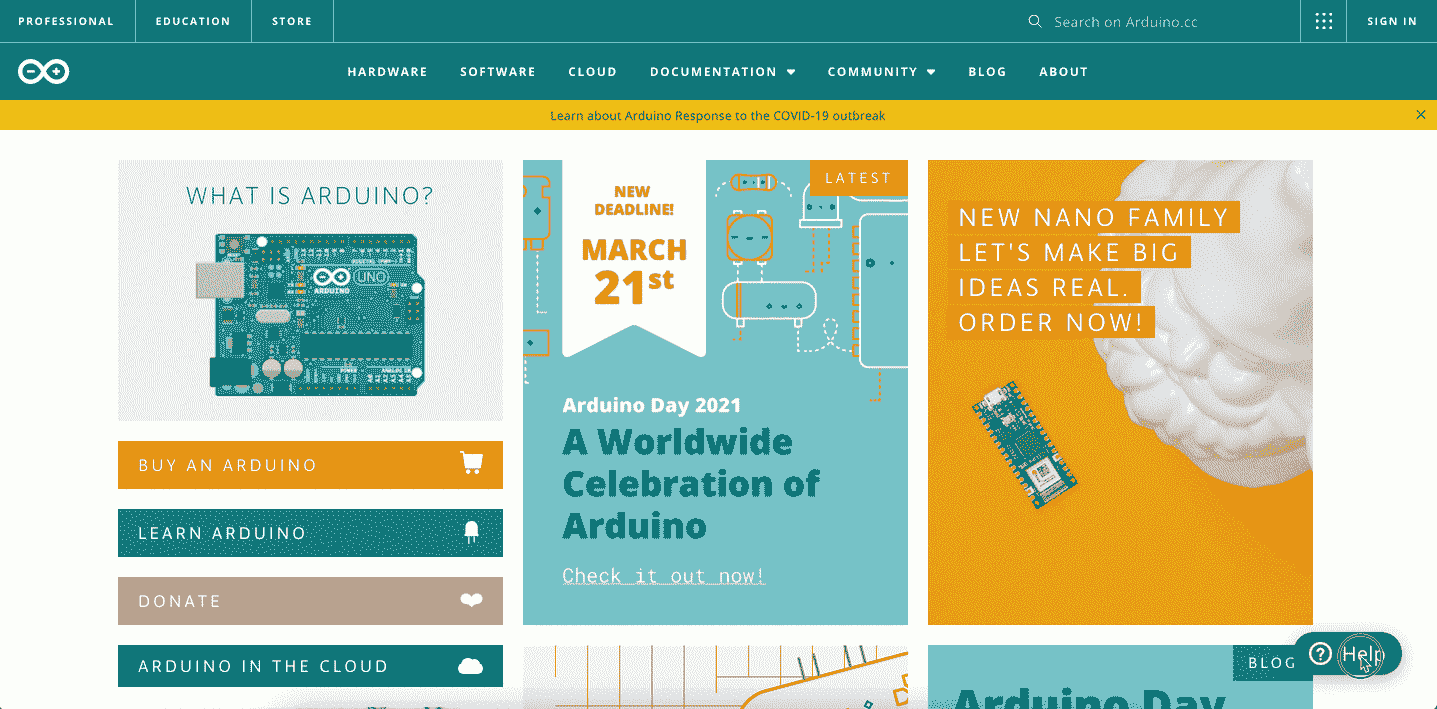 PROFESSIONAL EDUCATION STORE Search on Arduino.cc SIGN IN
HARDWARE SOFTWARE CLOUD DOCUMENTATION COMMUNITY BLOG ABOUT
Learn about Arduino Response to the COVID-19 outbreak
WHAT IS ARDUINO?
ARDUINO
UNO
POWER
ANALOG IN
BUY AN ARDUINO
LEARN ARDUINO
DONATE
ARDUINO IN THE CLOUD
LATEST
NEW
DEADLINE!
MARCH
21st
Arduino Day 2021
A Worldwide
Celebration of
Arduino
Check it out now!
NEW NANO FAMILY
LET'S MAKE BIG
IDEAS REAL.
ORDER NOW!
BLOG
Arduino Day
Help